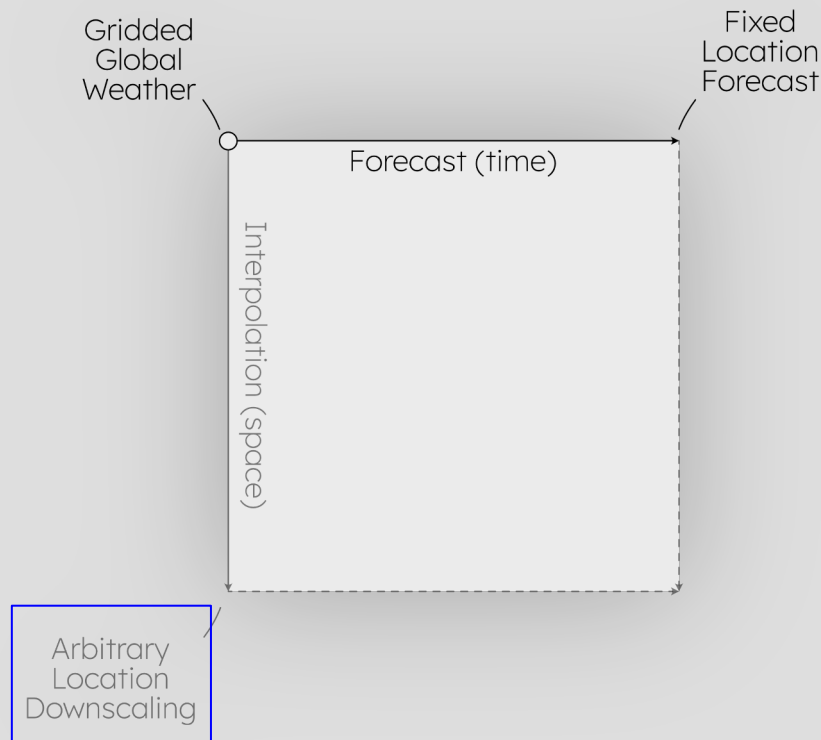 Gridded
Global
Weather
Fixed
Location
Forecast
Forecast (time)
Interpolation (space)
Arbitrary
Location
Downscaling